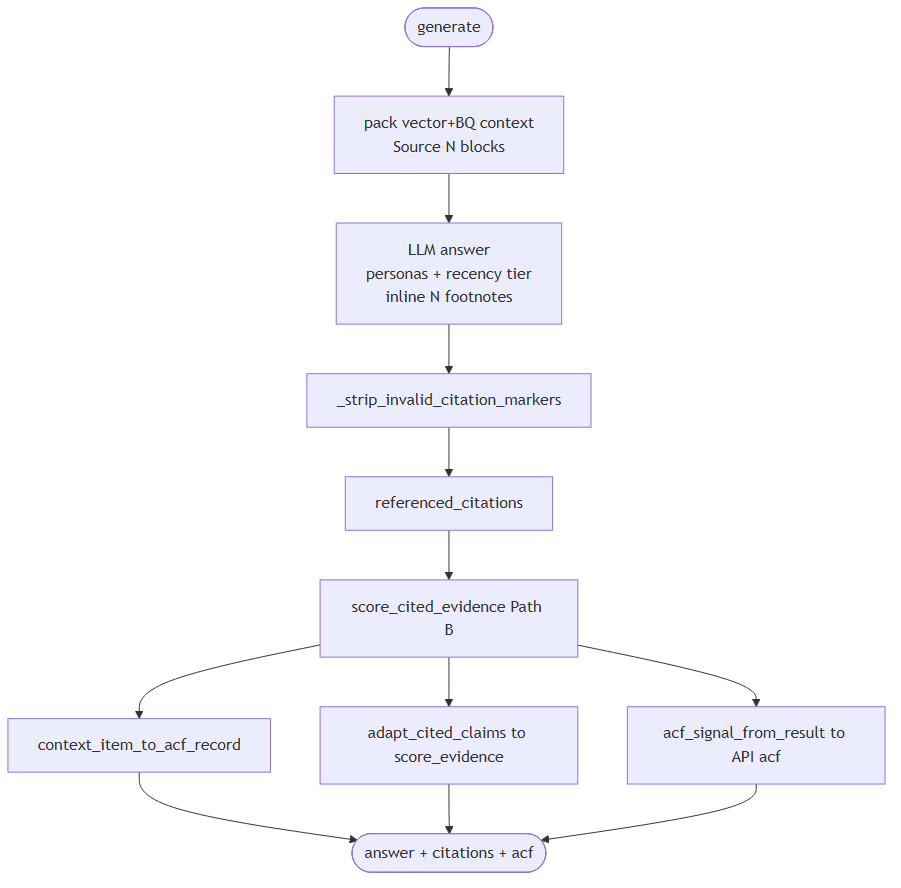 generate
pack vector+BQ context
Source N blocks
LLM answer
personas + recency tier
inline N footnotes
_strip_invalid_citation_markers
referenced_citations
score_cited_evidence Path
B
context_item_to_acf_record
adapt_cited_claims to
score_evidence
acf_signal_from_result to
API acf
answer + citations + acf